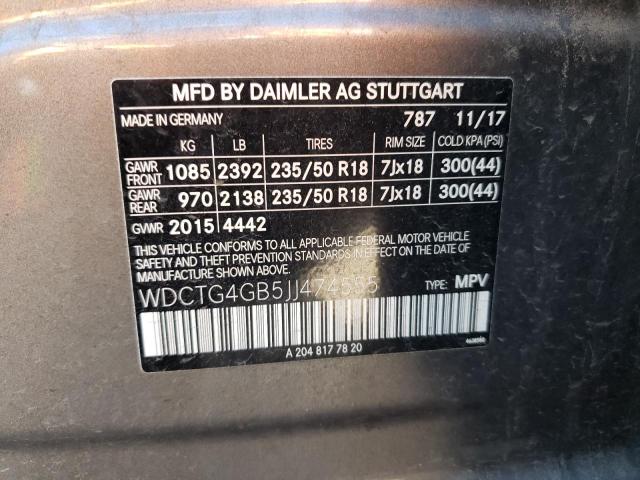 MFD BY DAIMLER AG STUTTGART
MADE IN GERMANY 787 11/17
KG LB TIRES RIM SIZE COLD KPA(PSI)
GAWR FRONT 1085 2392 235/50 R18 7Jx18 300(44)
GAWR REAR 970 2138 235/50 R18 7Jx18 300(44)
GVWR 2015 4442
THIS VEHICLE CONFORMS TO ALL APPLICABLE FEDERAL MOTOR VEHICLE
SAFETY AND THEFT PREVENTION STANDARDS IN EFFECT ON THE DATE OF
MANUFACTURE SHOWN ABOVE.
WDCTG4GB5JJ474555 TYPE: MPV
A 204 817 78 20